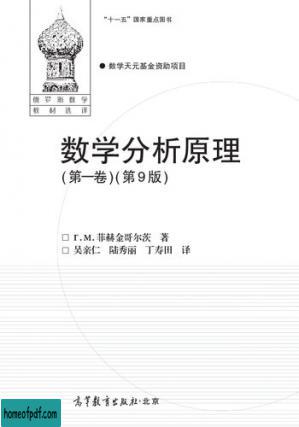 "十一五"国家重点图书
● 数学天元基金资助项目
俄罗斯数学
教材选译
数学分析原理
(第一卷)(第9版)
□ Г. М. 菲赫金哥尔茨 著
□ 吴亲仁 陆秀丽 丁寿田 译
高等教育出版社·北京
homeofpdf.com
homeofpdf.com